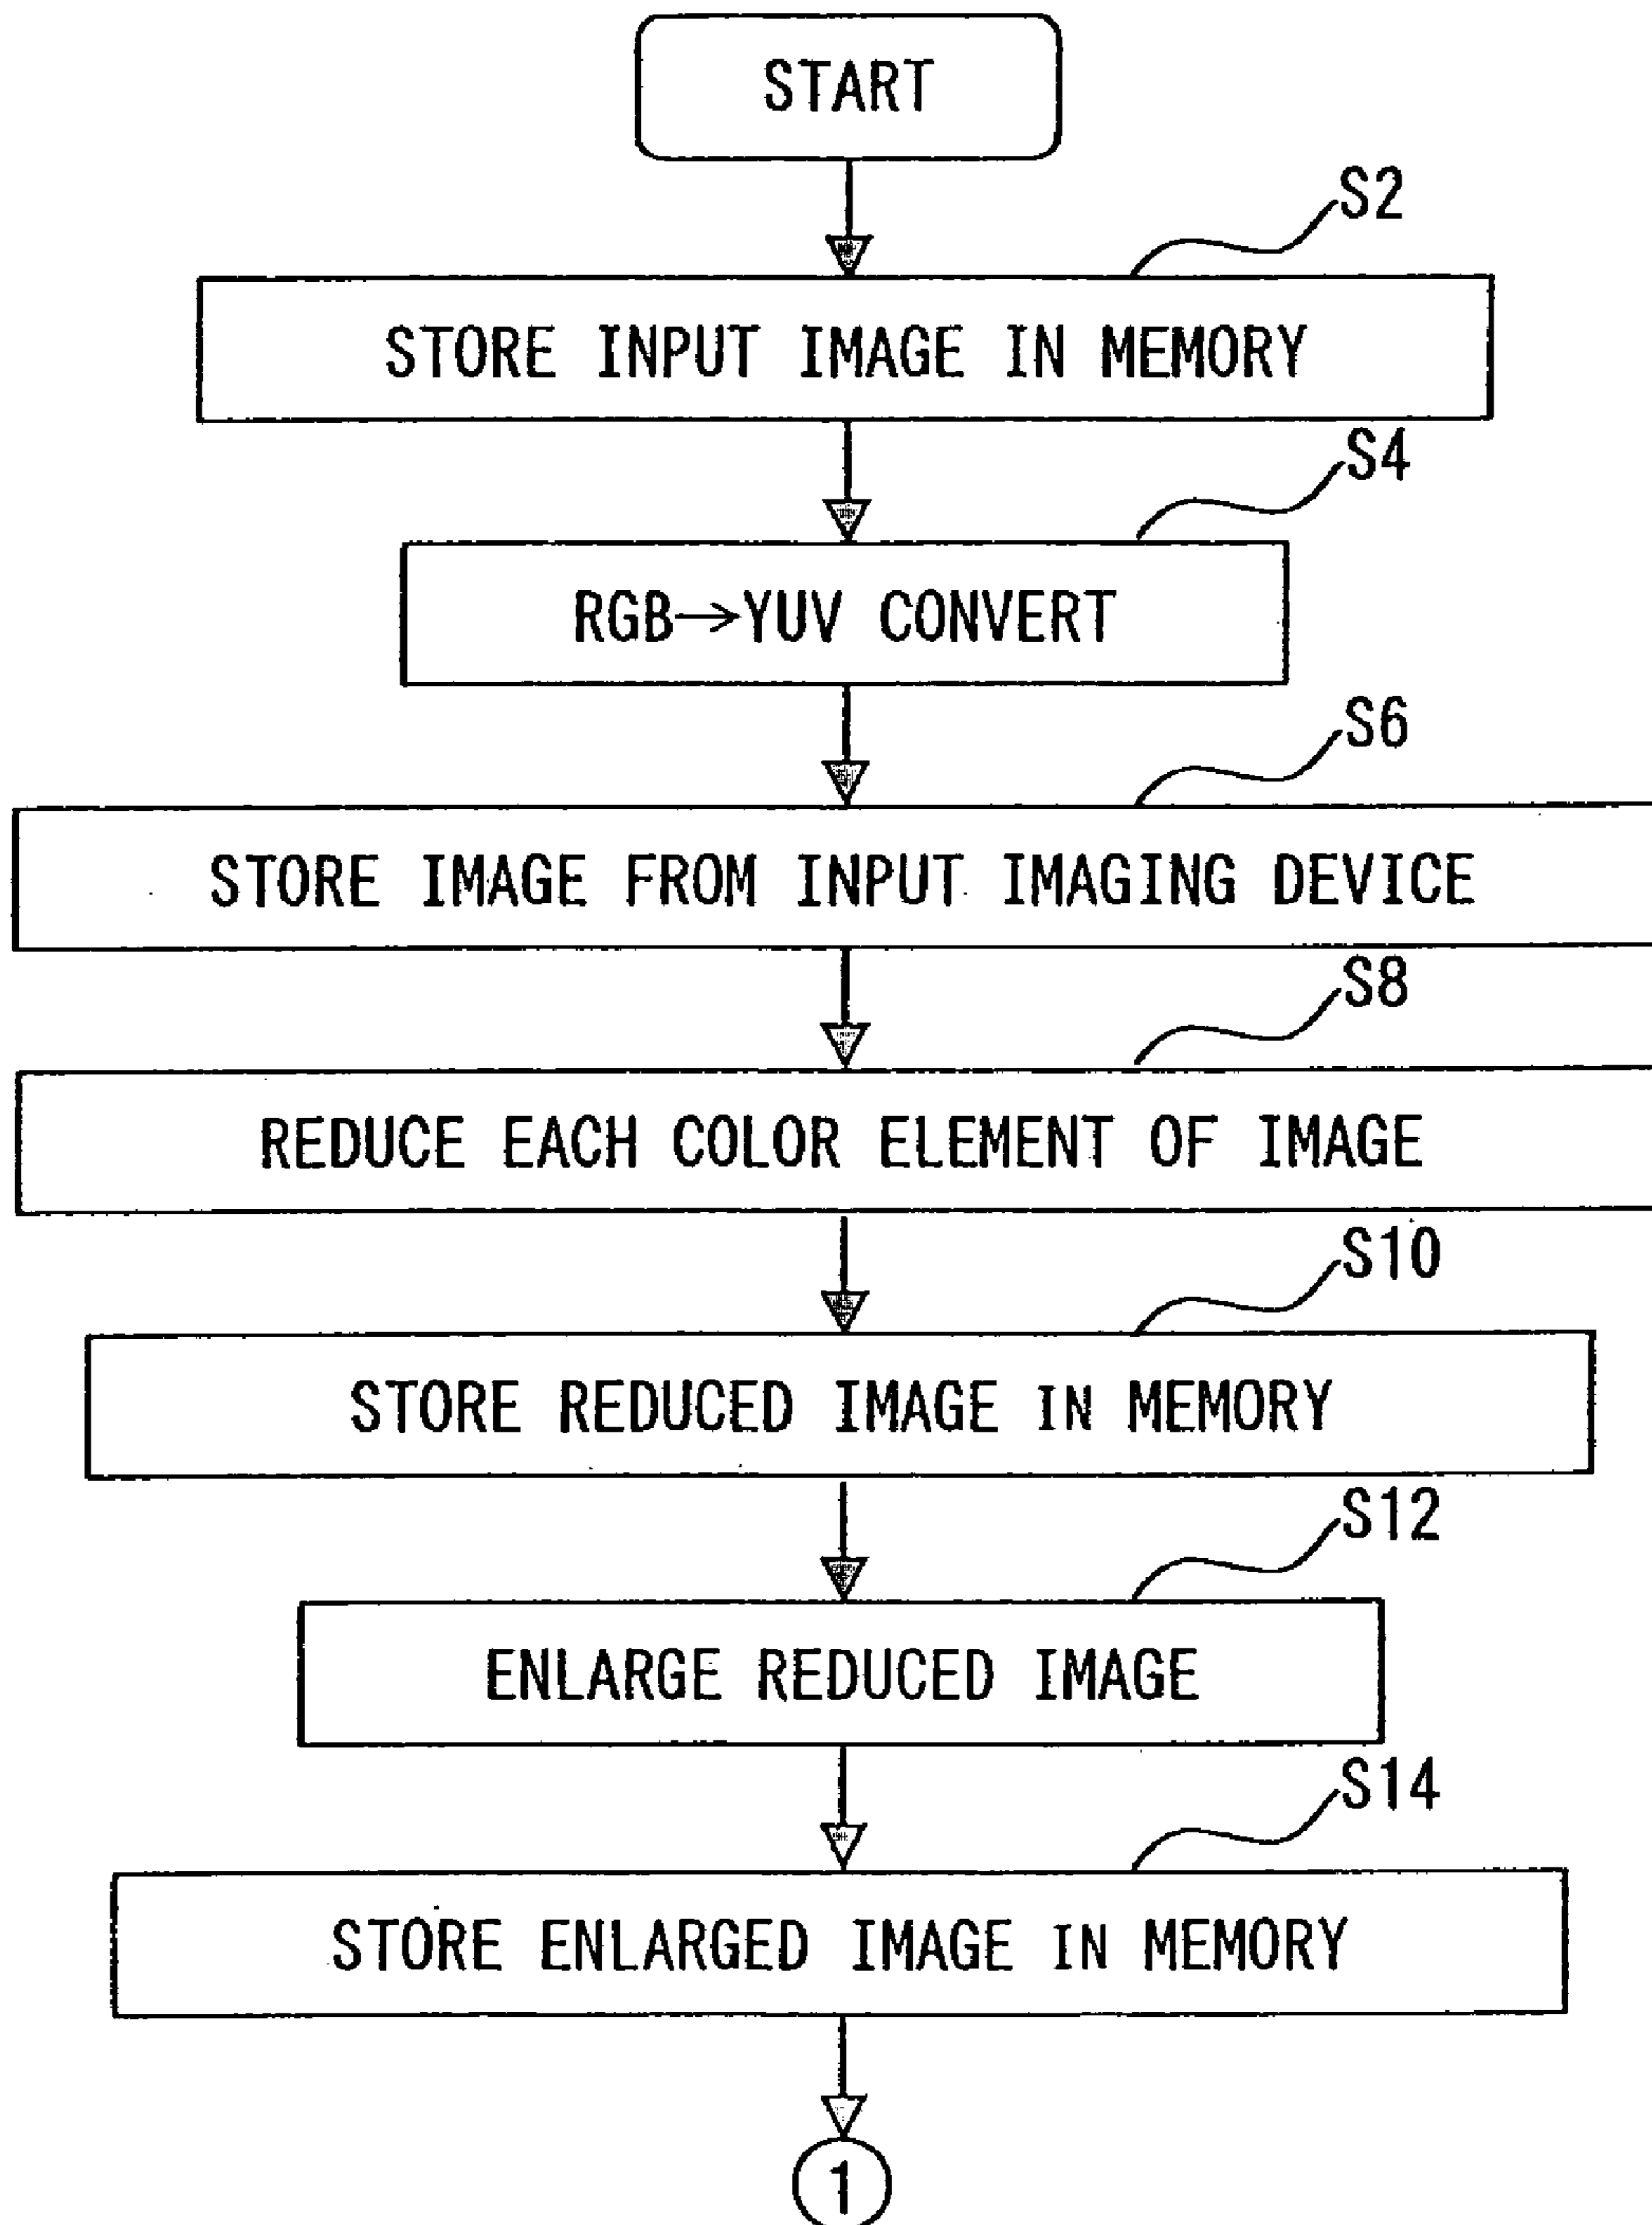 START
S2
STORE INPUT IMAGE IN MEMORY
S4
RGB→YUV CONVERT
S6
STORE IMAGE FROM INPUT IMAGING DEVICE
S8
REDUCE EACH COLOR ELEMENT OF IMAGE
S10
STORE REDUCED IMAGE IN MEMORY
S12
ENLARGE REDUCED IMAGE
S14
STORE ENLARGED IMAGE IN MEMORY
1